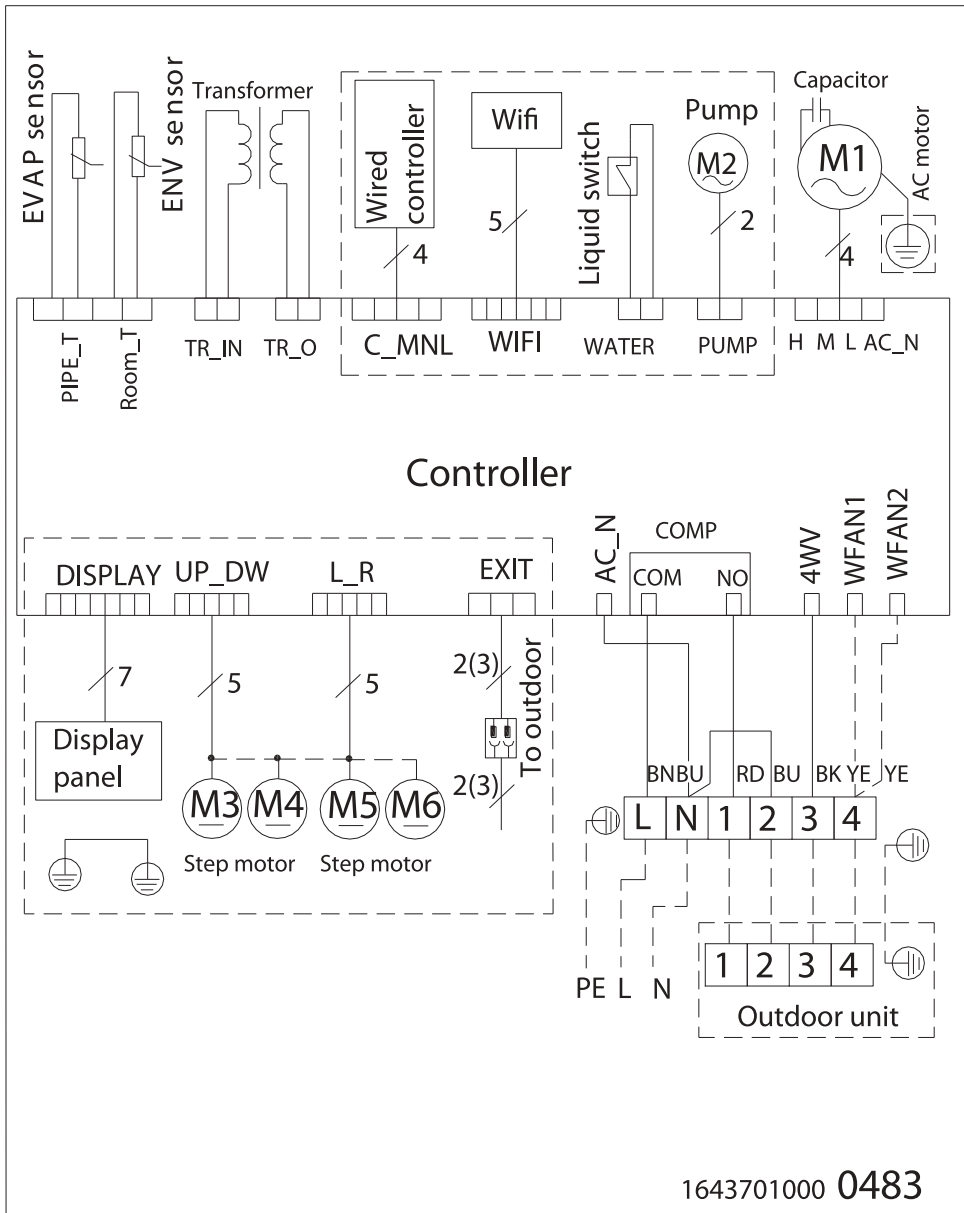 EVAP sensor
ENV sensor
Transformer
Wired
controller
4
Wifi
5
Liquid switch
Pump
M2
2
Capacitor
M1
AC motor
4
PIPE_T
Room_T
TR_IN
TR_O
C_MNL
WIFI
WATER
PUMP
H M L AC_N
Controller
DISPLAY
UP_DW
L_R
EXIT
AC_N
COMP
COM
NO
4WV
WFAN1
WFAN2
7
5
5
2(3)
To outdoor
2(3)
Display
panel
M3
M4
M5
M6
Step motor
Step motor
BN
BU
RD
BU
BK
YE
YE
L N 1 2 3 4
PE L N
1 2 3 4
Outdoor unit
1643701000 0483